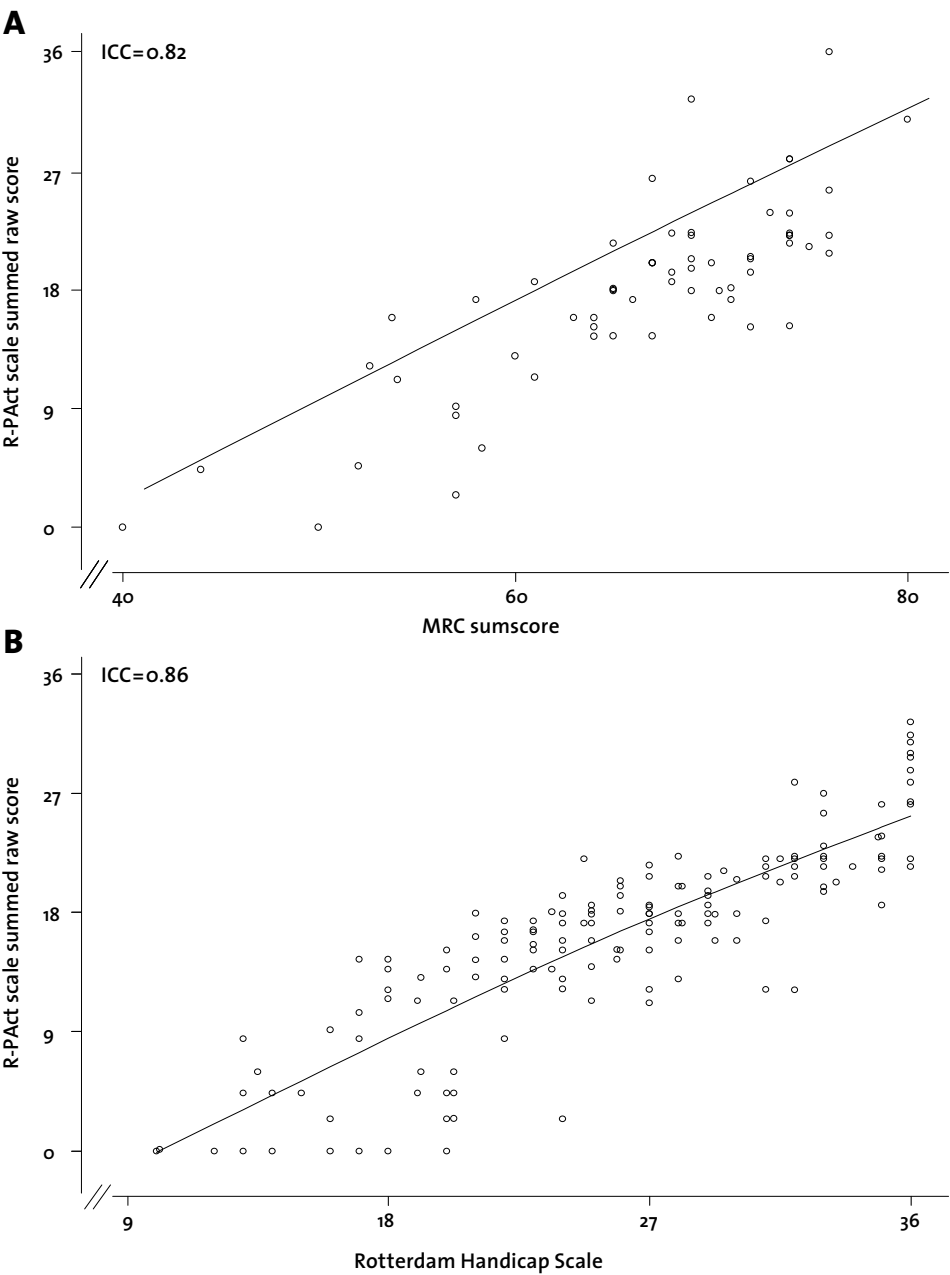 A
ICC=0.82
R-PAct scale summed raw score
36
27
18
9
0
40 60 80
MRC sumscore
B
ICC=0.86
R-PAct scale summed raw score
36
27
18
9
0
9 18 27 36
Rotterdam Handicap Scale